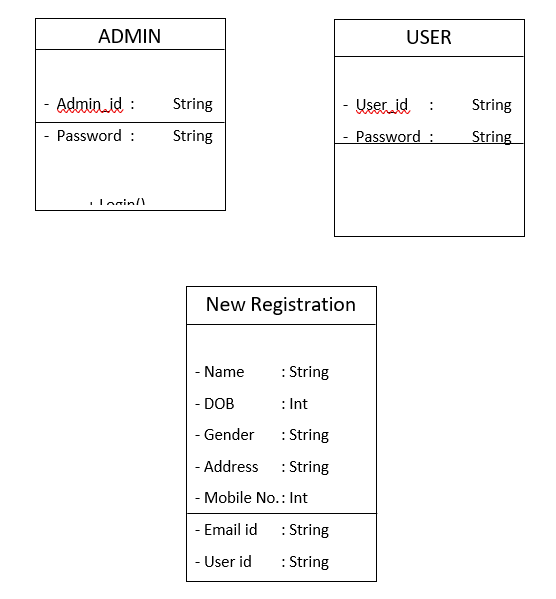 ADMIN
- Admin_id : String
- Password : String
+ Login()
USER
- User_id : String
- Password : String
New Registration
- Name : String
- DOB : Int
- Gender : String
- Address : String
- Mobile No. : Int
- Email id : String
- User id : String